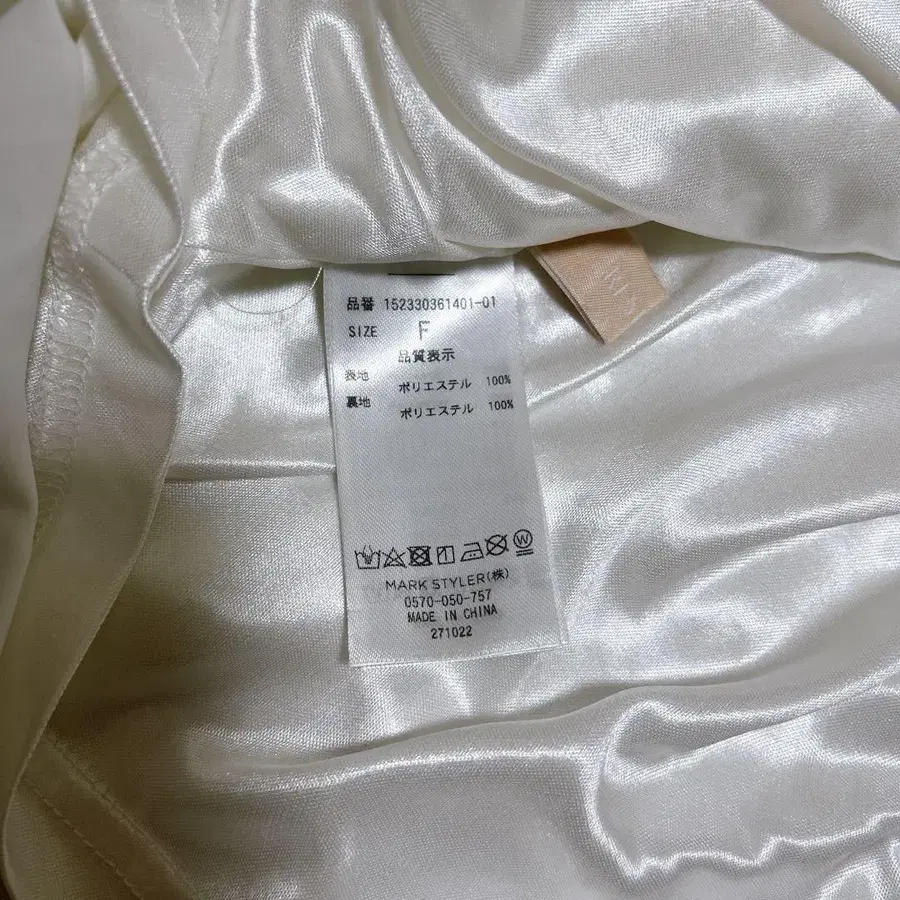 品番 152330361401-01
SIZE F
品質表示
表地 ポリエステル 100%
裏地 ポリエステル 100%
MARK STYLER(株)
0570-050-757
MADE IN CHINA
271022